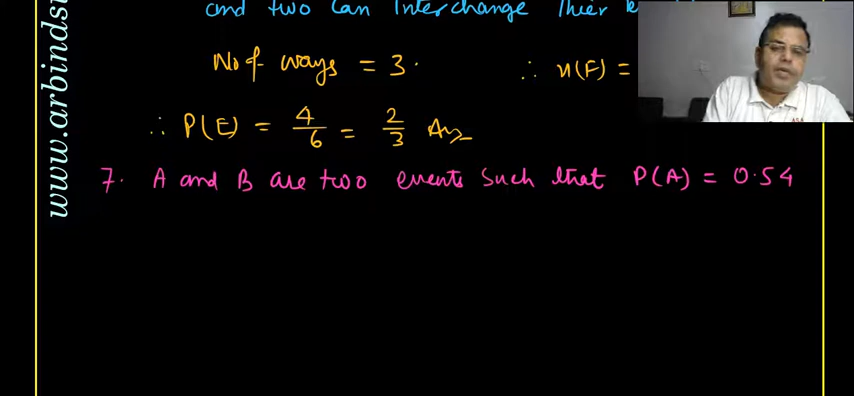 and two can Interchange Thier
No of ways = 3.
∴ n(F) =
∴ P(E) = 4/6 = 2/3 Ans
7. A and B are two events such that P(A) = 0.54
www.arbinds